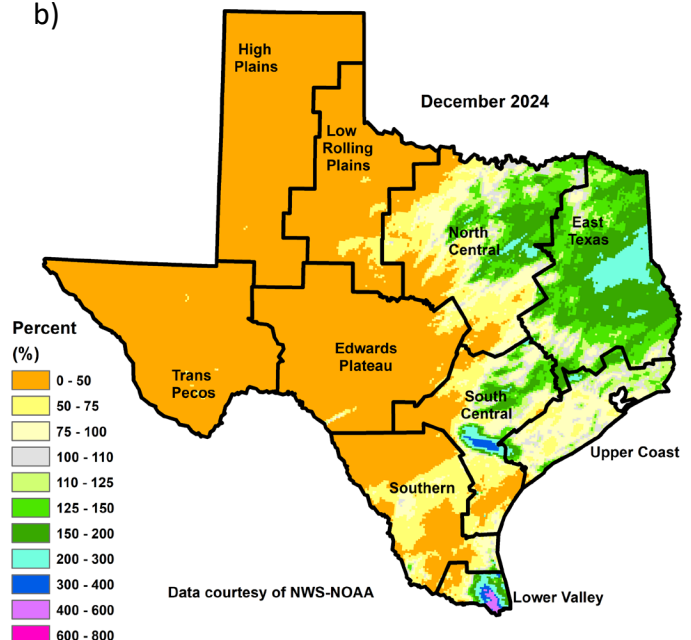 b)
High
Plains
December 2024
Low
Rolling
Plains
North
Central
East
Texas
Percent
(%)
0 - 50
50 - 75
75 - 100
100 - 110
110 - 125
125 - 150
150 - 200
200 - 300
300 - 400
400 - 600
600 - 800
Edwards
Plateau
Trans
Pecos
South
Central
Upper Coast
Southern
Data courtesy of NWS-NOAA
Lower Valley